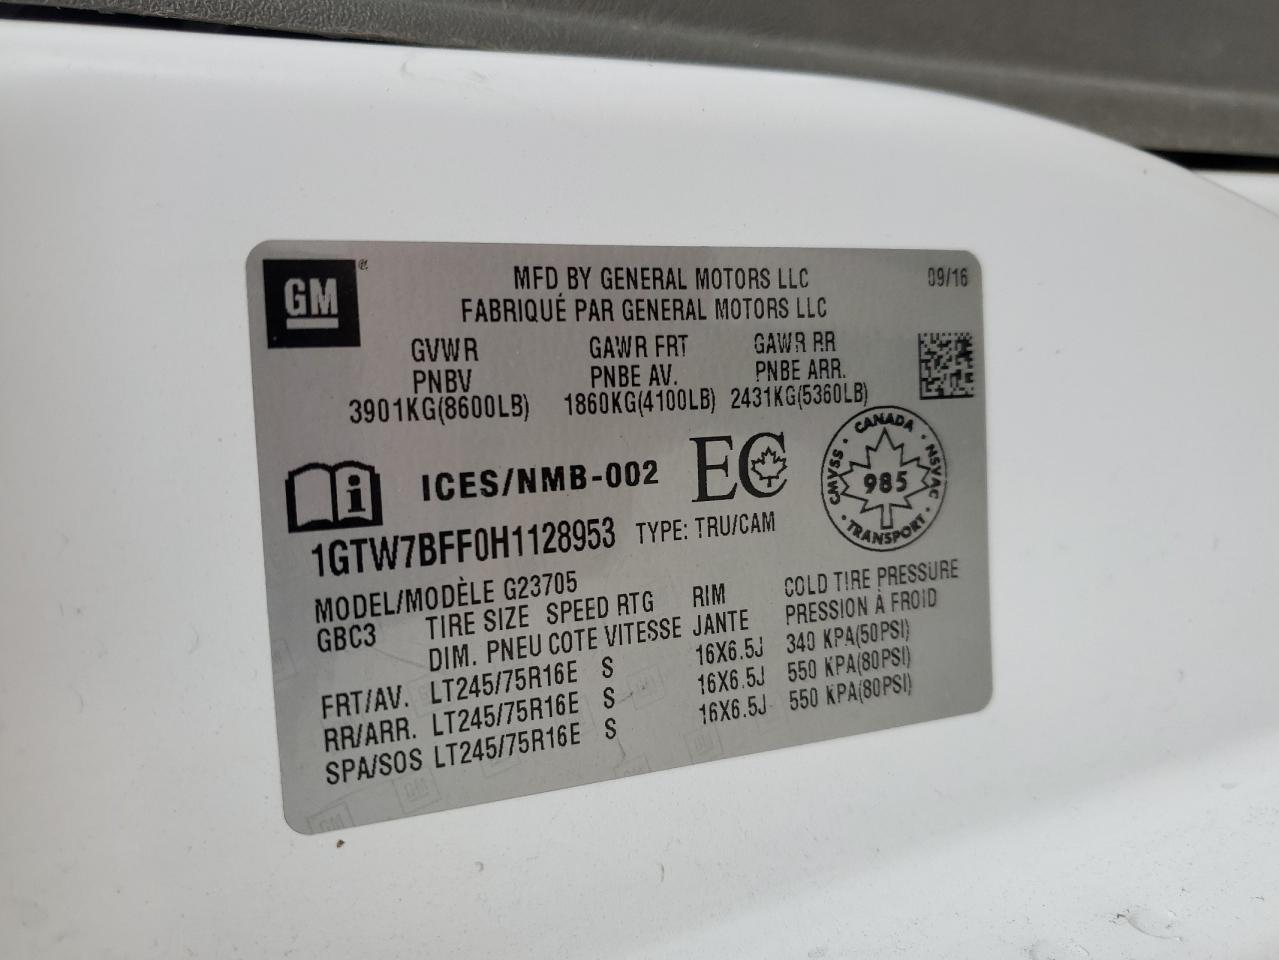 GM ®
MFD BY GENERAL MOTORS LLC
09/16
FABRIQUÉ PAR GENERAL MOTORS LLC
GVWR GAWR FRT GAWR RR
PNBV PNBE AV. PNBE ARR.
3901KG(8600LB) 1860KG(4100LB) 2431KG(5360LB)
ICES/NMB-002 EC
CANADA
CMVSS 985 NSVAC
TRANSPORT
1GTW7BFF0H1128953 TYPE: TRU/CAM
MODEL/MODÈLE G23705
GBC3 TIRE SIZE SPEED RTG RIM COLD TIRE PRESSURE
DIM. PNEU COTE VITESSE JANTE PRESSION À FROID
FRT/AV. LT245/75R16E S 16X6.5J 340 KPA(50PSI)
RR/ARR. LT245/75R16E S 16X6.5J 550 KPA(80PSI)
SPA/SOS LT245/75R16E S 16X6.5J 550 KPA(80PSI)